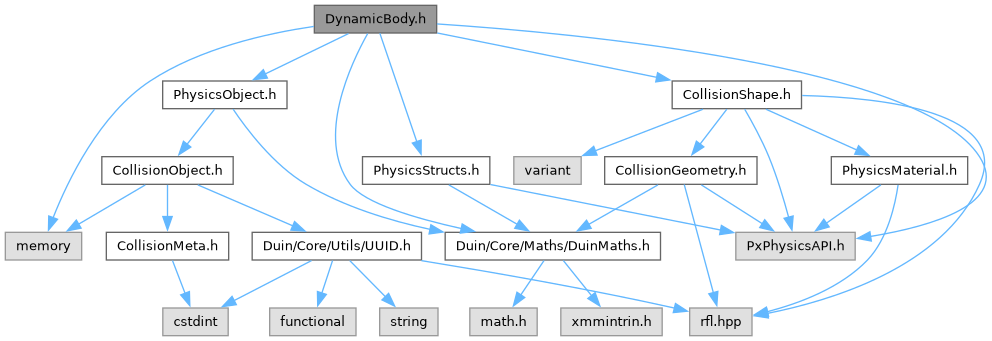 DynamicBody.h
PhysicsObject.h
CollisionShape.h
CollisionObject.h
PhysicsStructs.h
variant
CollisionGeometry.h
PhysicsMaterial.h
memory
CollisionMeta.h
Duin/Core/Utils/UUID.h
Duin/Core/Maths/DuinMaths.h
PxPhysicsAPI.h
cstdint
functional
string
math.h
xmmintrin.h
rfl.hpp